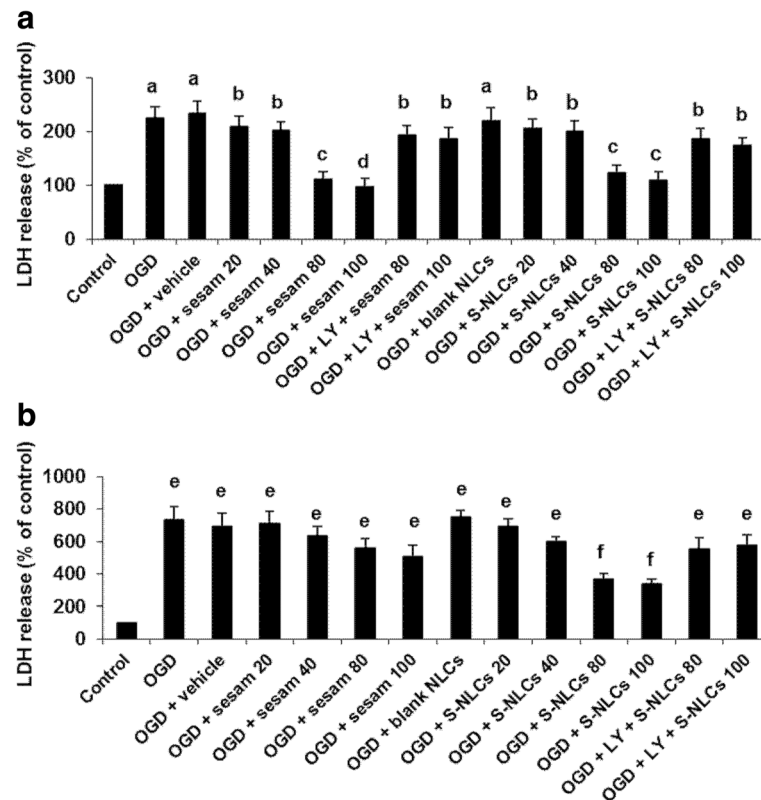 a
LDH release (% of control)
300
200
100
0
a
a
b
b
c
d
b
b
a
b
b
c
c
b
b
Control
OGD
OGD + vehicle
OGD + sesam 20
OGD + sesam 40
OGD + sesam 80
OGD + sesam 100
OGD + LY + sesam 80
OGD + LY + sesam 100
OGD + blank NLCs
OGD + S-NLCs 20
OGD + S-NLCs 40
OGD + S-NLCs 80
OGD + S-NLCs 100
OGD + LY + S-NLCs 80
OGD + LY + S-NLCs 100
b
LDH release (% of control)
1000
800
600
400
200
0
e
e
e
e
e
e
e
e
e
f
f
e
e
Control
OGD
OGD + vehicle
OGD + sesam 20
OGD + sesam 40
OGD + sesam 80
OGD + sesam 100
OGD + blank NLCs
OGD + S-NLCs 20
OGD + S-NLCs 40
OGD + S-NLCs 80
OGD + S-NLCs 100
OGD + LY + S-NLCs 80
OGD + LY + S-NLCs 100